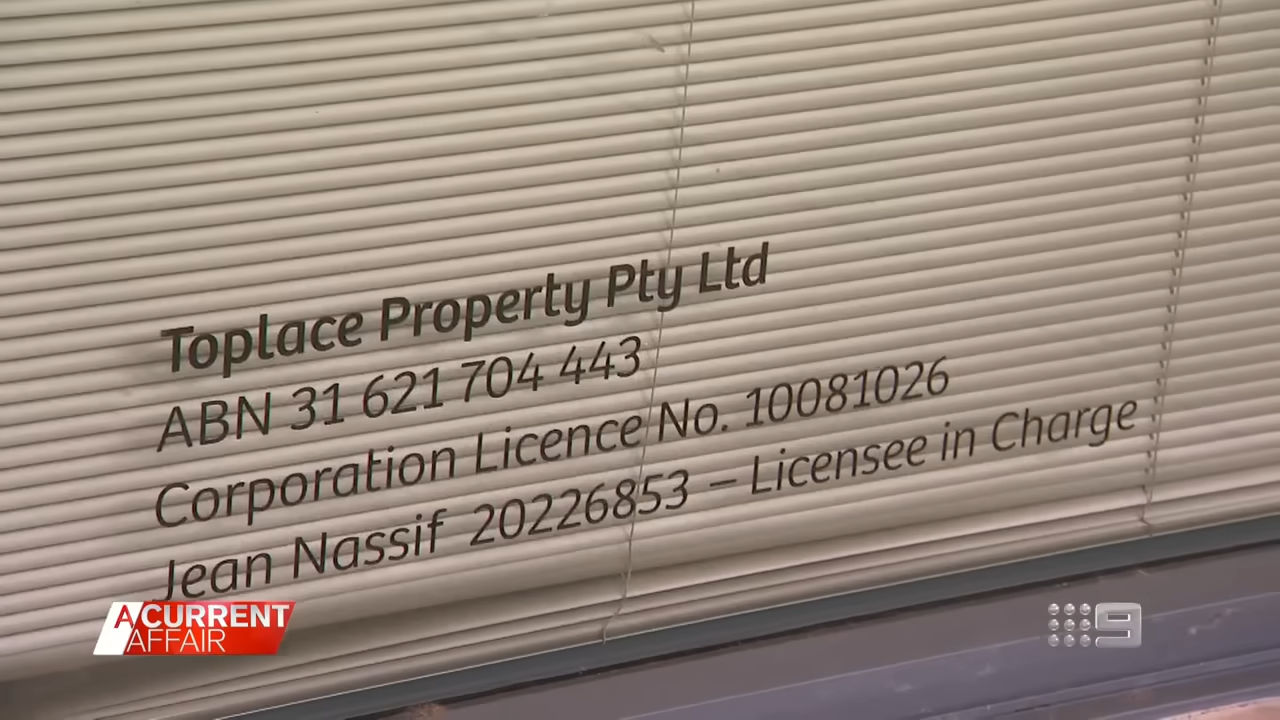 Toplace Property Pty Ltd
ABN 31 621 704 443
Corporation Licence No. 10081026
Jean Nassif 20226853 – Licensee in Charge
A CURRENT
AFFAIR
9